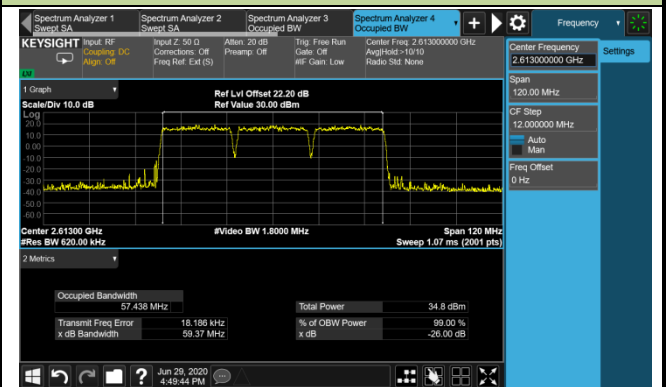 Spectrum Analyzer 1 Swept SA
Spectrum Analyzer 2 Swept SA
Spectrum Analyzer 3 Occupied BW
Spectrum Analyzer 4 Occupied BW
Frequency
KEYSIGHT
Input: RF
Coupling: DC
Align: Off
Input Z: 50 Ω
Corrections: Off
Freq Ref: Ext (S)
Atten: 20 dB
Preamp: Off
Trig: Free Run
Gate: Off
#IF Gain: Low
Center Freq: 2.613000000 GHz
Avg|Hold:>10/10
Radio Std: None
Center Frequency
2.613000000 GHz
Settings
Span
120.00 MHz
CF Step
12.000000 MHz
Auto
Man
Freq Offset
0 Hz
1 Graph
Scale/Div 10.0 dB
Ref Lvl Offset 22.20 dB
Ref Value 30.00 dBm
Log
20.0
10.0
0.00
-10.0
-20.0
-30.0
-40.0
-50.0
-60.0
Center 2.61300 GHz
#Video BW 1.8000 MHz
Span 120 MHz
#Res BW 620.00 kHz
Sweep 1.07 ms (2001 pts)
2 Metrics
Occupied Bandwidth
57.438 MHz
Total Power 34.8 dBm
Transmit Freq Error 18.186 kHz
% of OBW Power 99.00 %
x dB Bandwidth 59.37 MHz
x dB -26.00 dB
Jun 29, 2020
4:49:44 PM